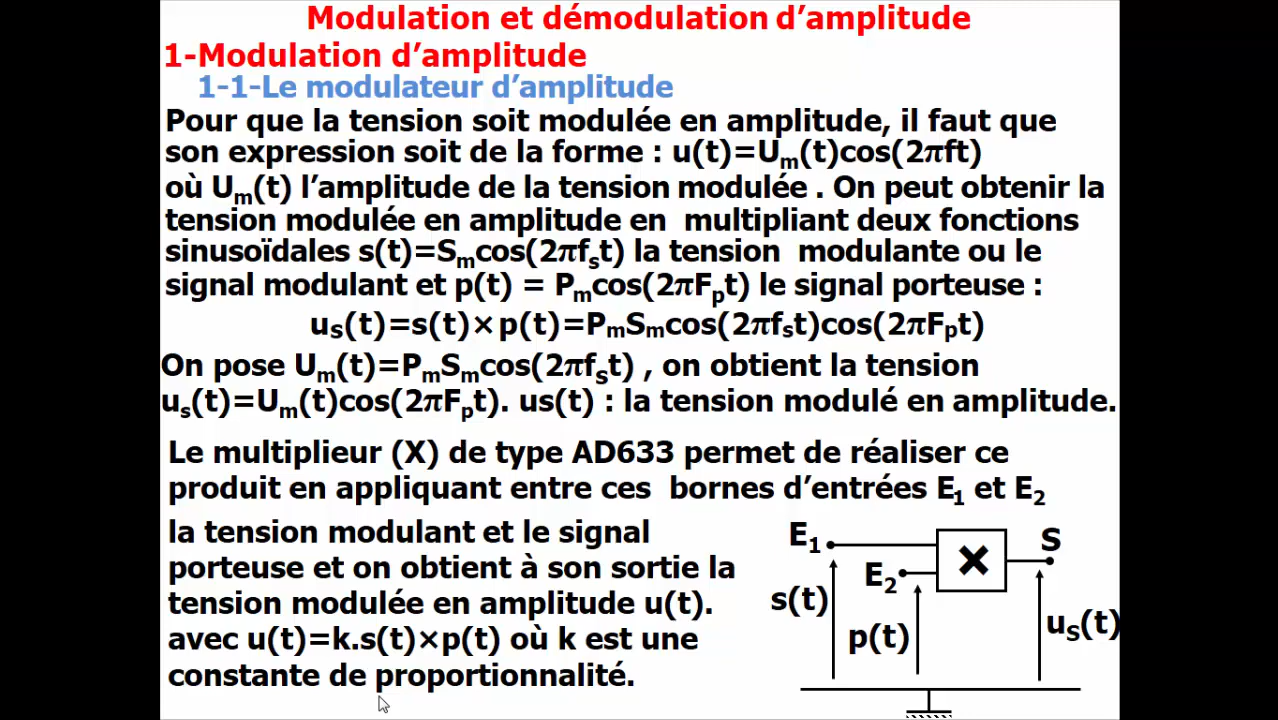 Modulation et démodulation d’amplitude
1-Modulation d’amplitude
1-1-Le modulateur d’amplitude
Pour que la tension soit modulée en amplitude, il faut que
son expression soit de la forme : u(t)=Uₘ(t)cos(2πft)
où Uₘ(t) l’amplitude de la tension modulée . On peut obtenir la
tension modulée en amplitude en multipliant deux fonctions
sinusoïdales s(t)=Sₘcos(2πfₛt) la tension modulante ou le
signal modulant et p(t) = Pₘcos(2πFₚt) le signal porteuse :
uₛ(t)=s(t)×p(t)=PₘSₘcos(2πfₛt)cos(2πFₚt)
On pose Uₘ(t)=PₘSₘcos(2πfₛt) , on obtient la tension
uₛ(t)=Uₘ(t)cos(2πFₚt). us(t) : la tension modulé en amplitude.
Le multiplieur (X) de type AD633 permet de réaliser ce
produit en appliquant entre ces bornes d’entrées E₁ et E₂
la tension modulant et le signal
porteuse et on obtient à son sortie la
tension modulée en amplitude u(t).
avec u(t)=k.s(t)×p(t) où k est une
constante de proportionnalité.
E₁
S
×
E₂
s(t)
p(t)
u_S(t)